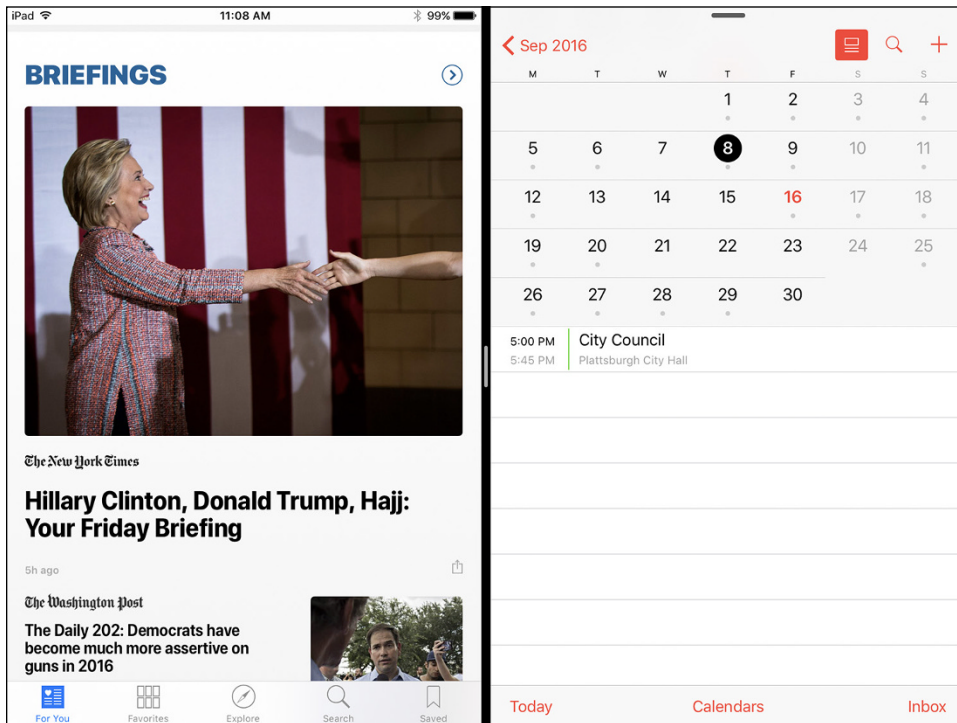 iPad 11:08 AM 99%
BRIEFINGS
The New York Times
Hillary Clinton, Donald Trump, Hajj:
Your Friday Briefing
5h ago
The Washington Post
The Daily 202: Democrats have
become much more assertive on
guns in 2016
For You Favorites Explore Search Saved
Sep 2016
M T W T F S S
1 2 3 4
5 6 7 8 9 10 11
12 13 14 15 16 17 18
19 20 21 22 23 24 25
26 27 28 29 30
5:00 PM City Council
5:45 PM Plattsburgh City Hall
Today Calendars Inbox